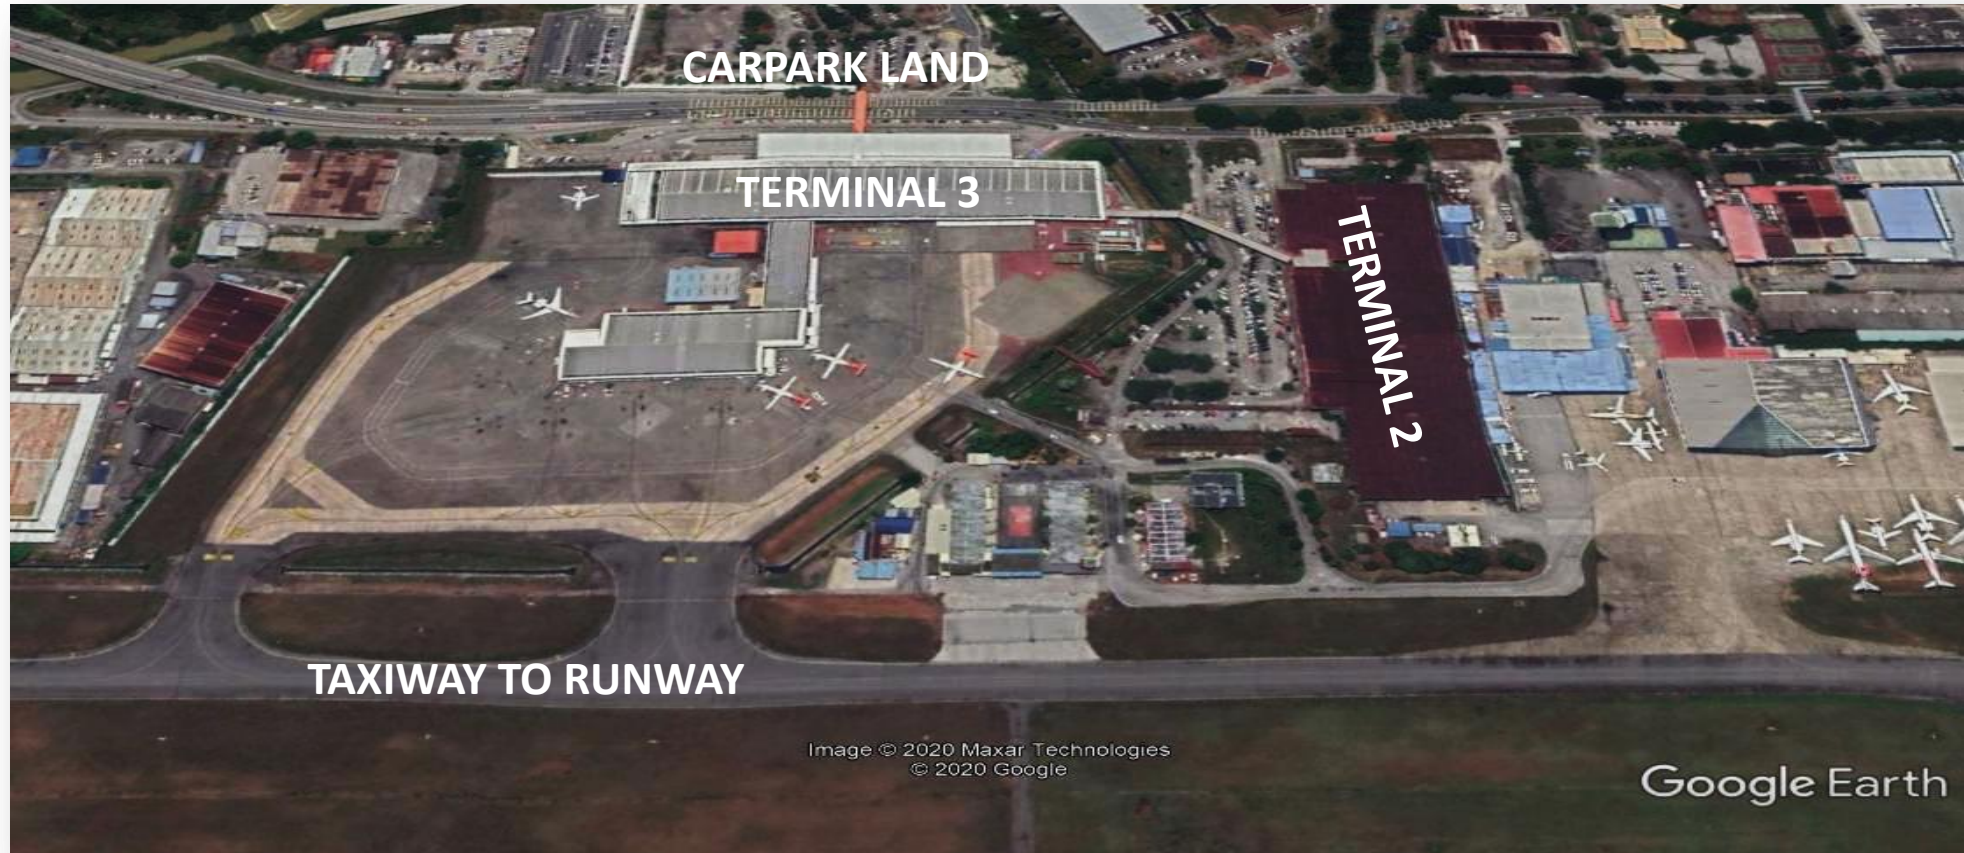 CARPARK LAND
TERMINAL 3
TERMINAL 2
TAXIWAY TO RUNWAY
Image © 2020 Maxar Technologies
© 2020 Google
Google Earth